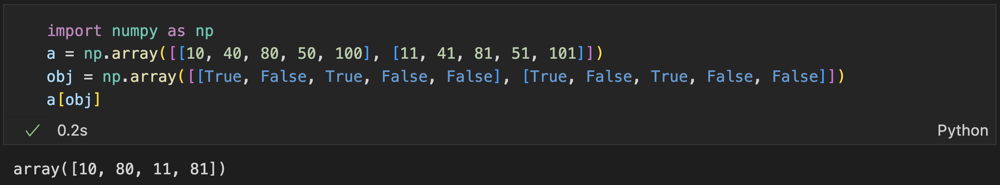 import numpy as np
a = np.array([[10, 40, 80, 50, 100], [11, 41, 81, 51, 101]])
obj = np.array([[True, False, True, False, False], [True, False, True, False, False]])
a[obj]
0.2s
Python
array([10, 80, 11, 81])